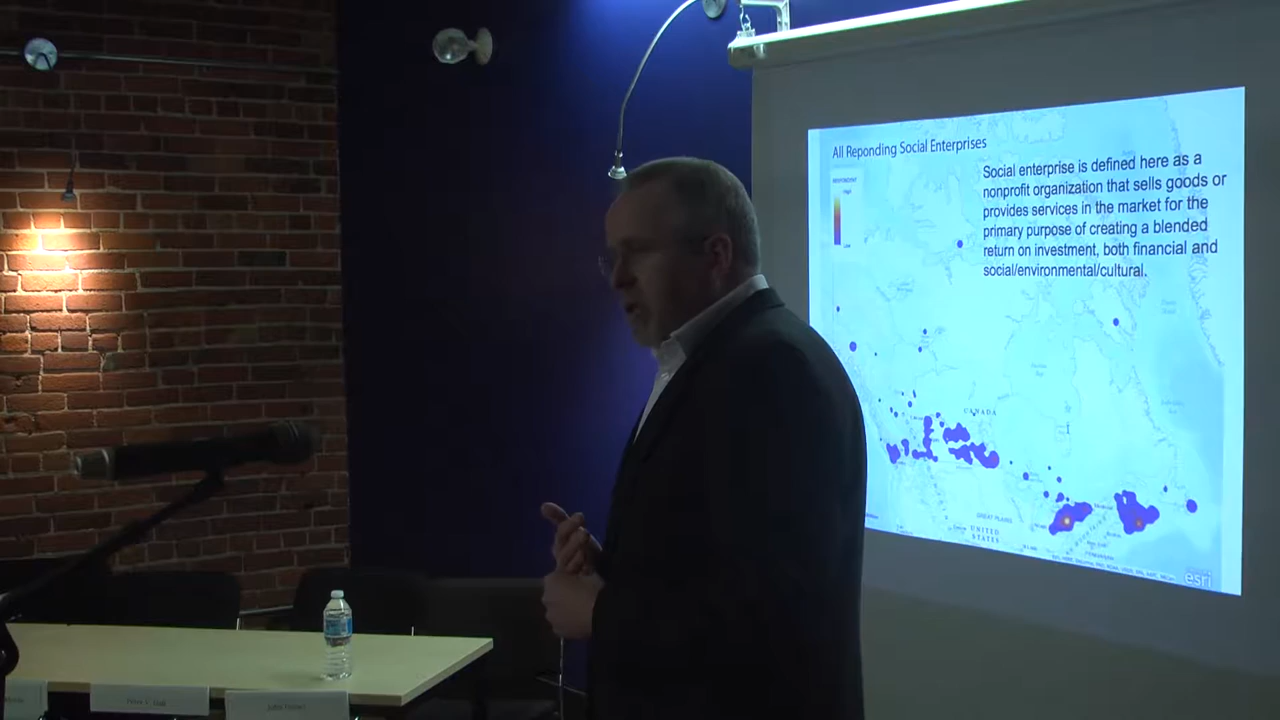 All Reponding Social Enterprises
Social enterprise is defined here as a
nonprofit organization that sells goods or
provides services in the market for the
primary purpose of creating a blended
return on investment, both financial and
social/environmental/cultural.
CANADA
GREAT PLAINS
UNITED
STATES
esri